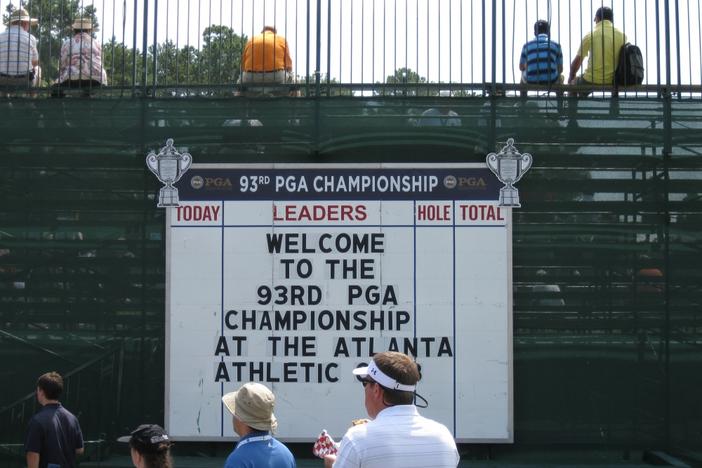 PGA 93RD PGA CHAMPIONSHIP PGA
TODAY LEADERS HOLE TOTAL
WELCOME
TO THE
93RD PGA
CHAMPIONSHIP
AT THE ATLANTA
ATHLETIC